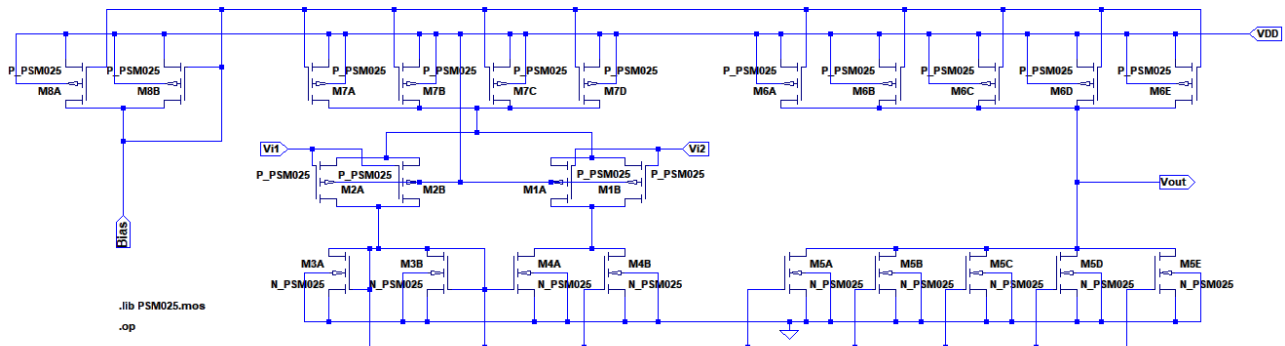 VDD
P_PSM025
P_PSM025
P_PSM025
P_PSM025
P_PSM025
P_PSM025
P_PSM025
P_PSM025
P_PSM025
P_PSM025
P_PSM025
M8A
M8B
M7A
M7B
M7C
M7D
M6A
M6B
M6C
M6D
M6E
Vi1
Vi2
P_PSM025
P_PSM025
P_PSM025
P_PSM025
M2A
M2B
M1A
M1B
Vout
Bias
M3A
M3B
M4A
M4B
M5A
M5B
M5C
M5D
M5E
N_PSM025
N_PSM025
N_PSM025
N_PSM025
N_PSM025
N_PSM025
N_PSM025
N_PSM025
N_PSM025
.lib PSM025.mos
.op